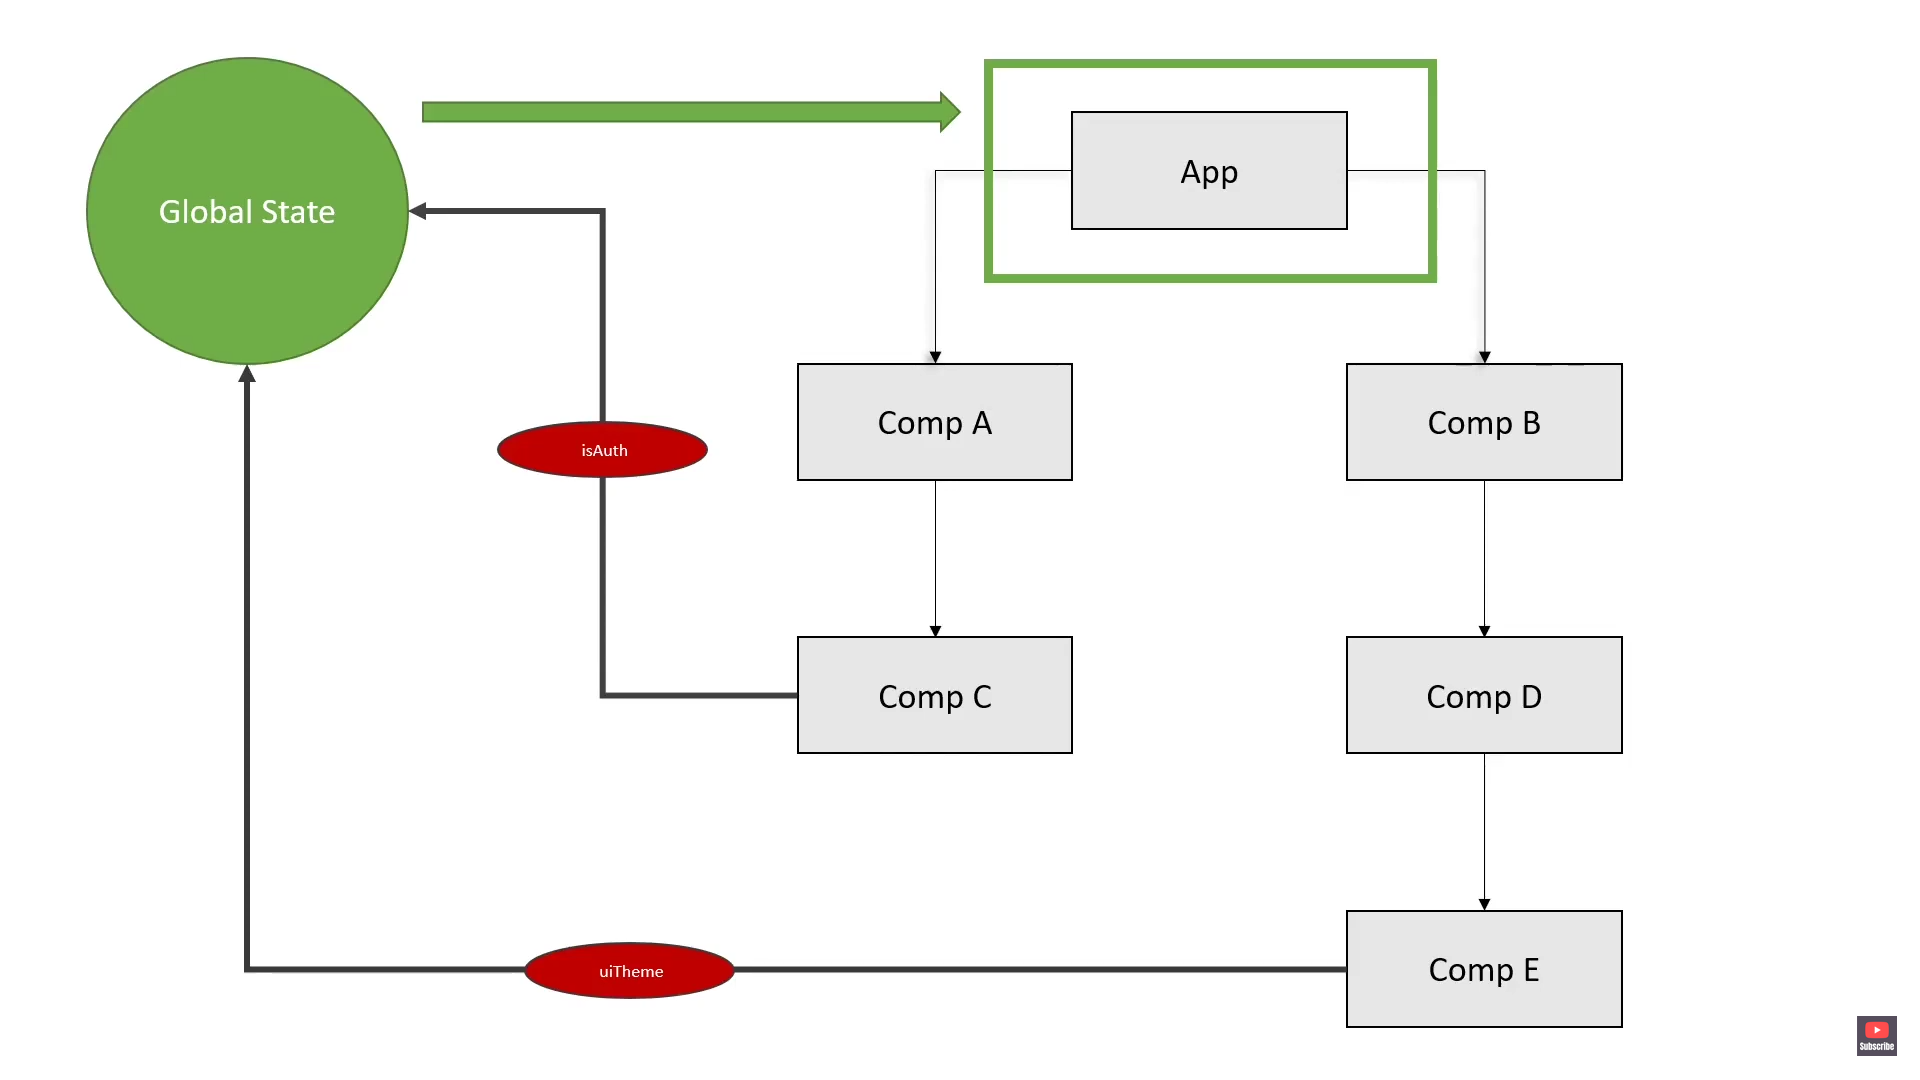 Global State
App
Comp A
Comp B
isAuth
Comp C
Comp D
uiTheme
Comp E
Subscribe